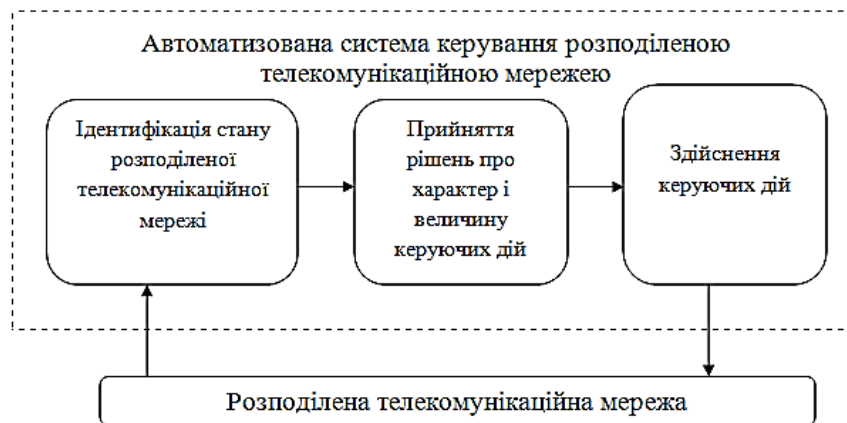 Автоматизована система керування розподіленою
телекомунікаційною мережею
Ідентифікація стану
розподіленої
телекомунікаційної
мережі
Прийняття
рішень про
характер і
величину
керуючих дій
Здійснення
керуючих дій
Розподілена телекомунікаційна мережа